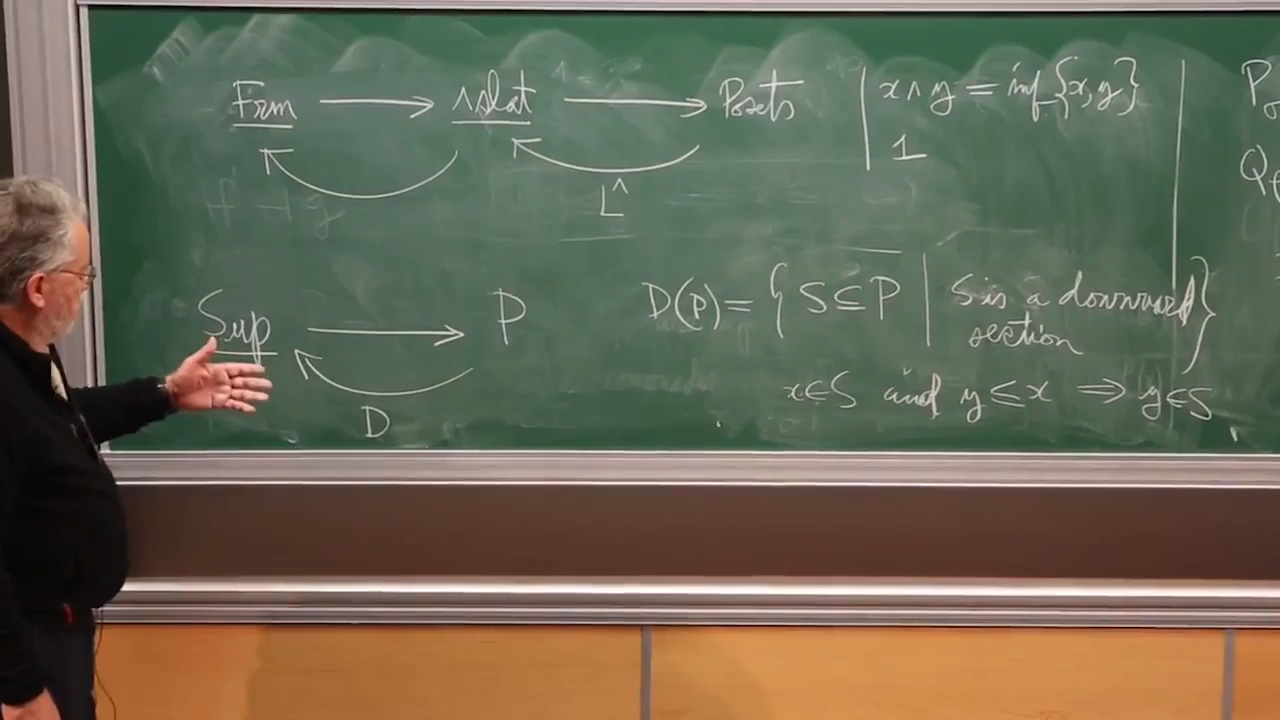 Frm → ∧slat → Posets | x∧y = inf{x,y}
1
L^
Sup → P
D
D(P) = { S ⊆ P | S is a downward
section }
x∈S and y ≤ x ⟹ y∈S
P
Q